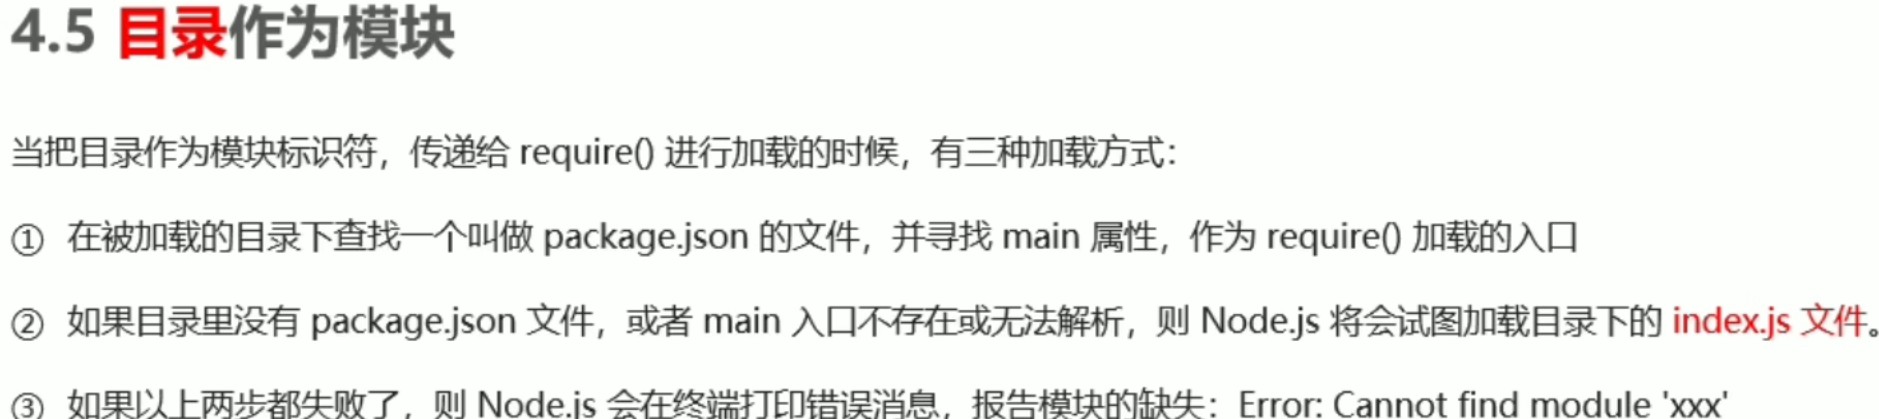 4.5 目录作为模块
当把目录作为模块标识符，传递给 require() 进行加载的时候，有三种加载方式：
① 在被加载的目录下查找一个叫做 package.json 的文件，并寻找 main 属性，作为 require() 加载的入口
② 如果目录里没有 package.json 文件，或者 main 入口不存在或无法解析，则 Node.js 将会试图加载目录下的 index.js 文件。
③ 如果以上两步都失败了，则 Node.js 会在终端打印错误消息，报告模块的缺失：Error: Cannot find module 'xxx'